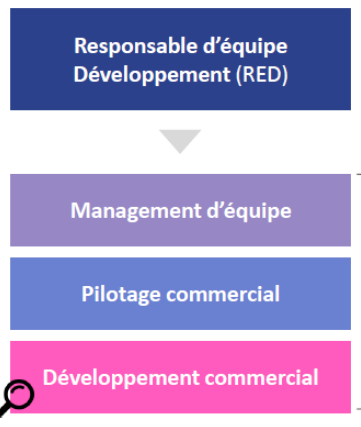 Responsable d’équipe
Développement (RED)
Management d’équipe
Pilotage commercial
Développement commercial